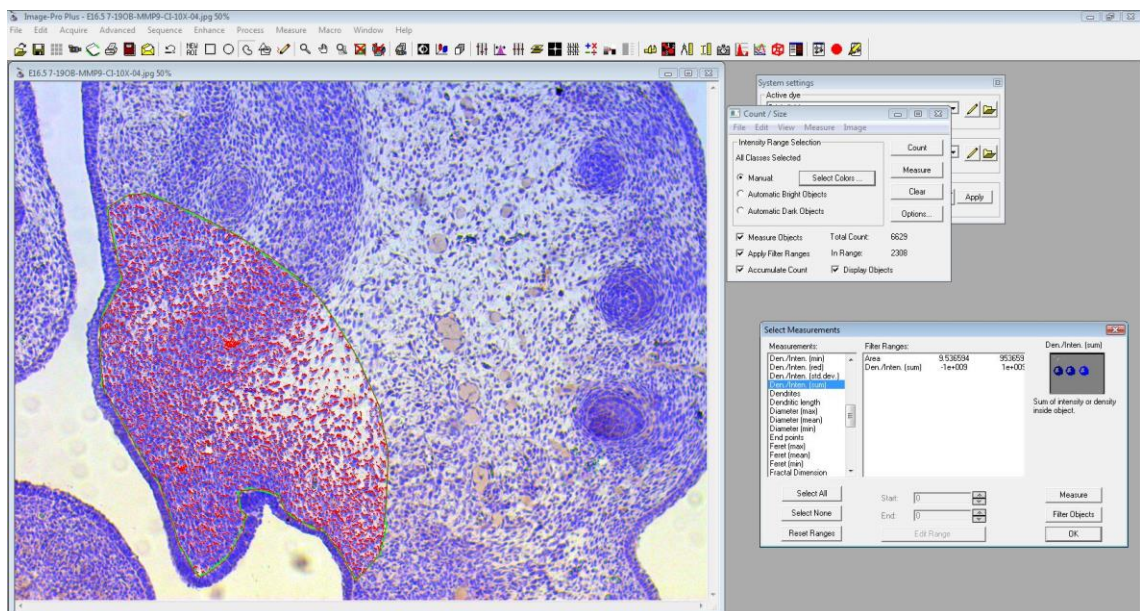 Image-Pro Plus - E16.5 7-19OB-MMP9-CI-10X-04.jpg 50%
File Edit Acquire Advanced Sequence Enhance Process Measure Macro Window Help
E16.5 7-19OB-MMP9-CI-10X-04.jpg 50%
System settings
Active dye
Apply
Count / Size
File Edit View Measure Image
Intensity Range Selection
All Classes Selected
Manual: Select Colors ...
Automatic Bright Objects
Automatic Dark Objects
Count
Measure
Clear
Options...
Measure Objects Total Count: 6629
Apply Filter Ranges In Range: 2308
Accumulate Count Display Objects
Select Measurements
Measurements:
Den./Inten. (min)
Den./Inten. (red)
Den./Inten. (std.dev.)
Den./Inten. (sum)
Dendrites
Dendritic length
Diameter (max)
Diameter (mean)
Diameter (min)
End points
Feret (max)
Feret (mean)
Feret (min)
Fractal Dimension
Filter Ranges:
Area 9.536594 953659
Den./Inten. (sum) -1e+009 1e+009
Den./Inten. (sum)
Sum of intensity or density
inside object.
Select All
Select None
Reset Ranges
Start: 0
End: 0
Edit Range
Measure
Filter Objects
OK